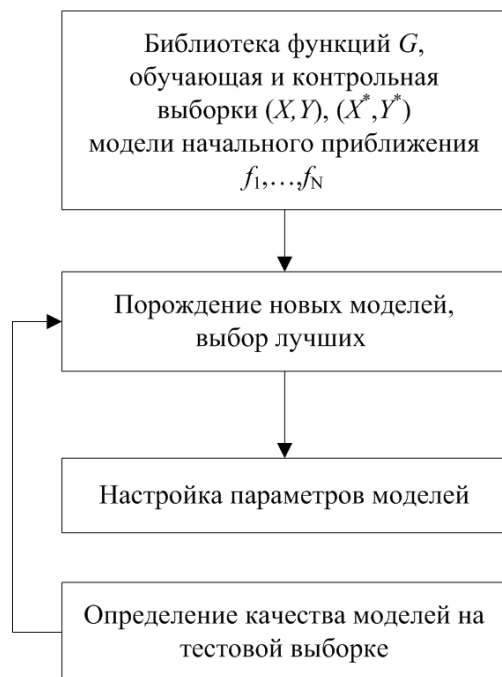 Библиотека функций G,
обучающая и контрольная
выборки (X,Y), (X*,Y*)
модели начального приближения
f1,…,fN
Порождение новых моделей,
выбор лучших
Настройка параметров моделей
Определение качества моделей на
тестовой выборке